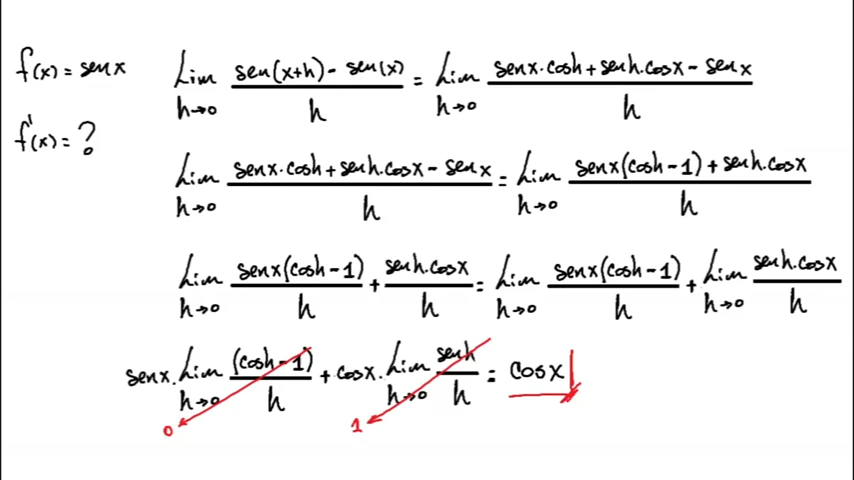 f(x) = senx
f'(x) = ?
Lim h→0 (sen(x+h) - sen(x))/h = Lim h→0 (senx.cosh + senh.cosx - senx)/h
Lim h→0 (senx.cosh + senh.cosx - senx)/h = Lim h→0 (senx(cosh-1) + senh.cosx)/h
Lim h→0 senx(cosh-1)/h + senh.cosx/h = Lim h→0 senx(cosh-1)/h + Lim h→0 senh.cosx/h
senx.Lim h→0 (cosh-1)/h + cosx.Lim h→0 senh/h = cosx
0 1